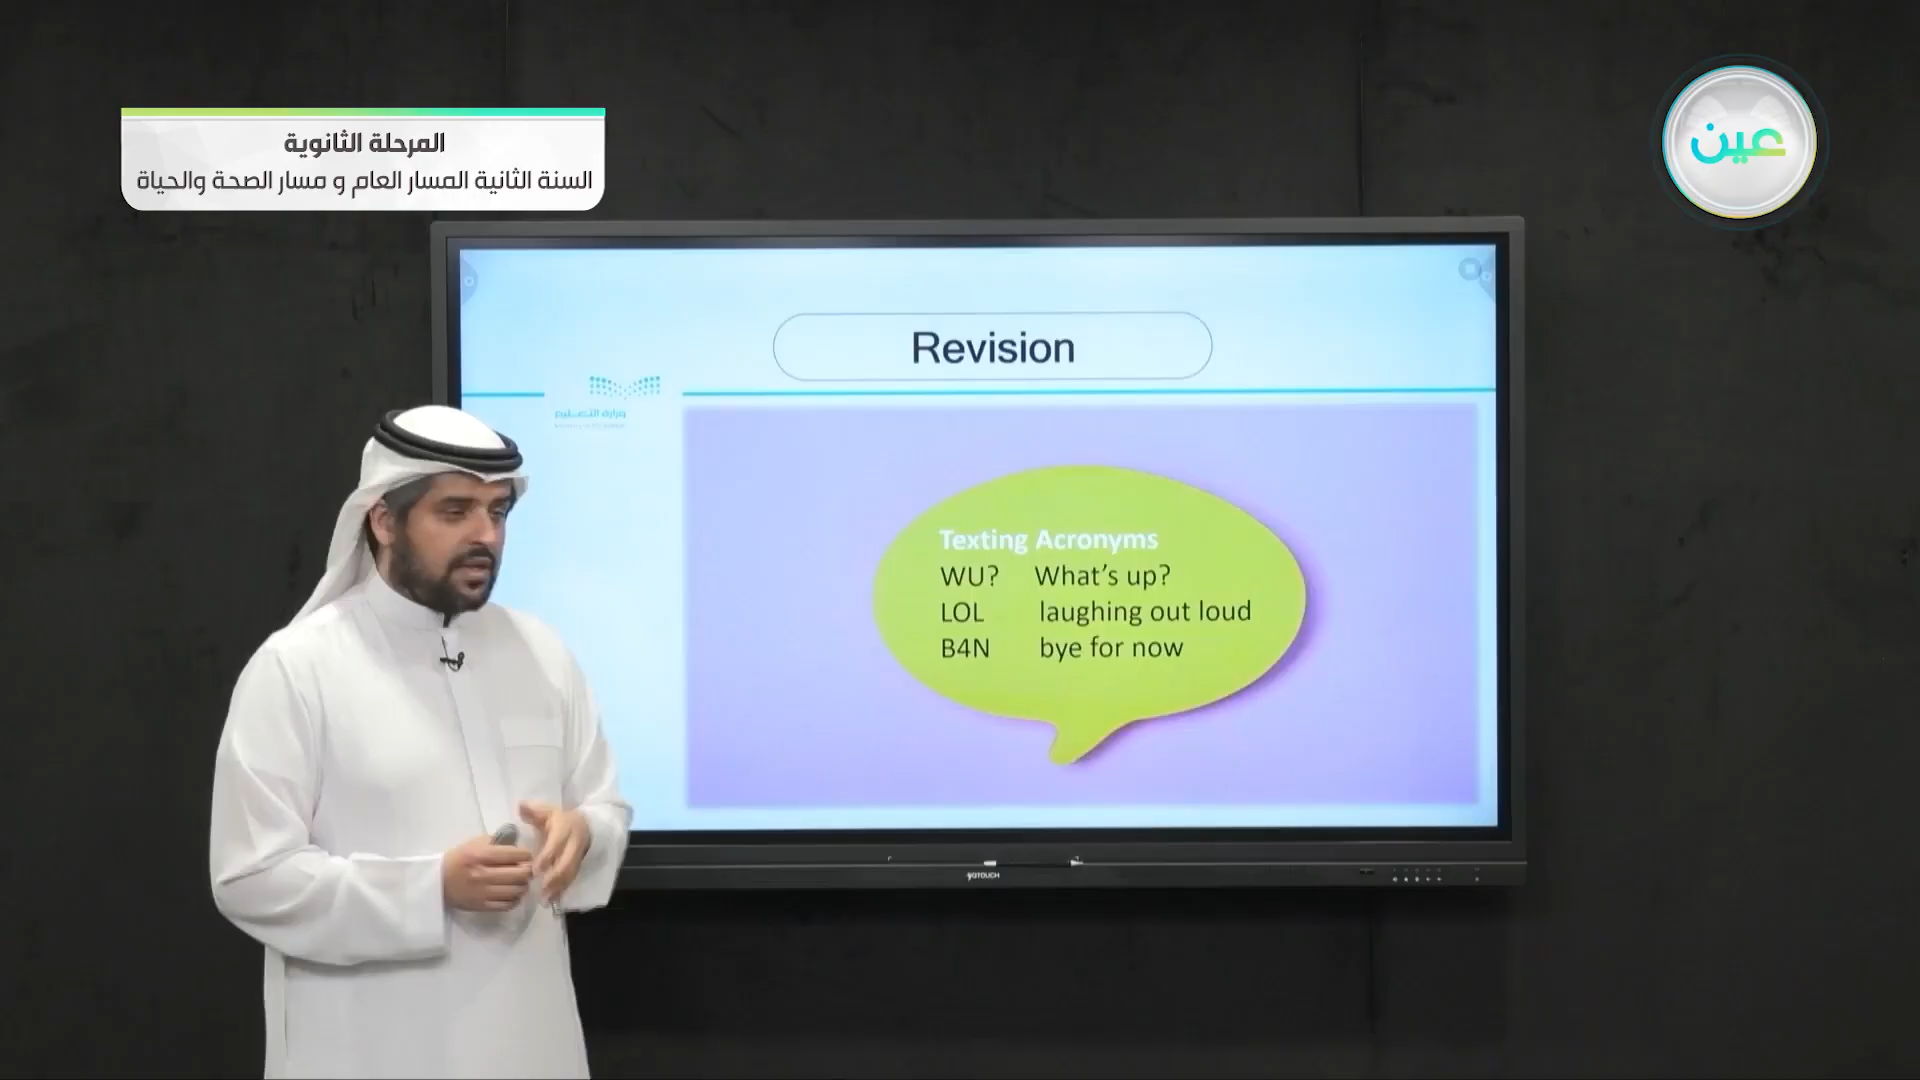 المرحلة الثانوية
السنة الثانية المسار العام و مسار الصحة والحياة
عين
Revision
وزارة التعليم
Texting Acronyms
WU? What's up?
LOL laughing out loud
B4N bye for now